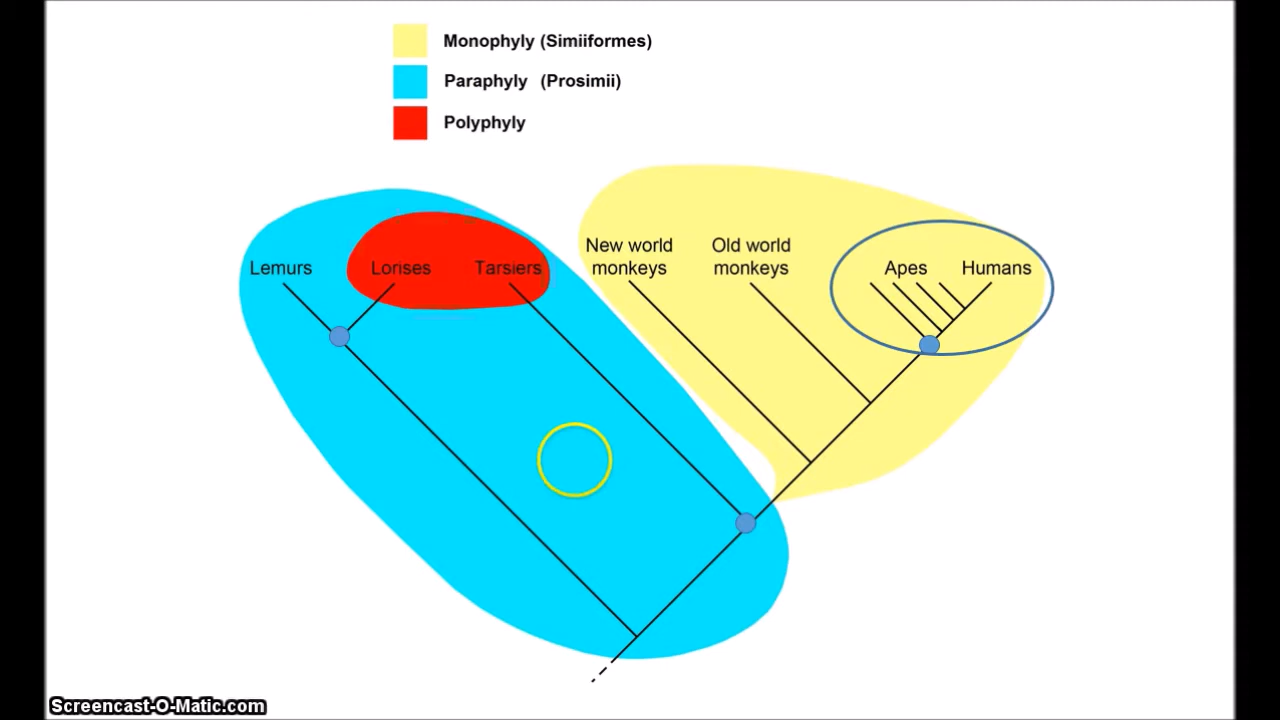 Monophyly (Simiiformes)
Paraphyly (Prosimii)
Polyphyly
Lemurs
Lorises
Tarsiers
New world
monkeys
Old world
monkeys
Apes
Humans
Screencast-O-Matic.com